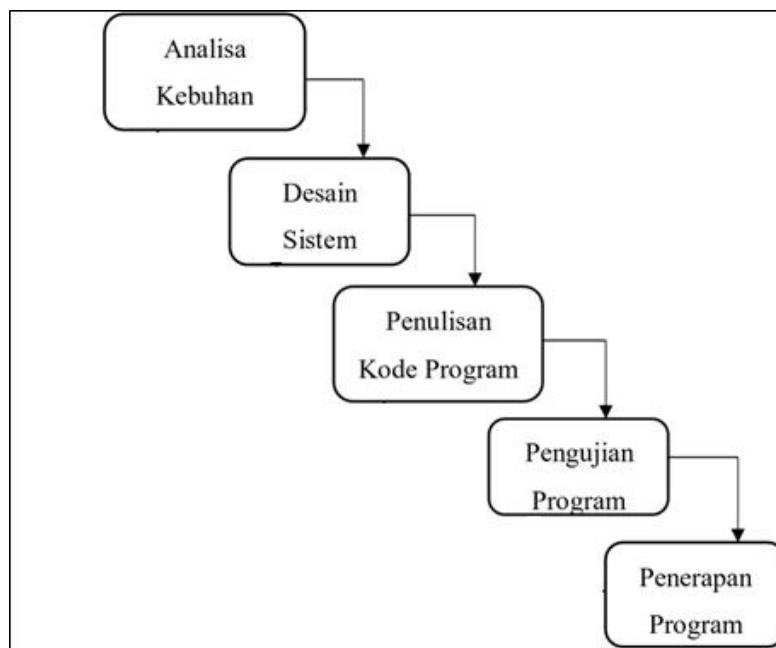 Analisa
Kebuhan
Desain
Sistem
Penulisan
Kode Program
Pengujian
Program
Penerapan
Program